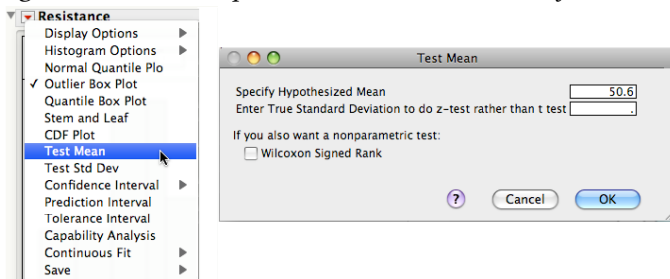 Resistance
Display Options
Histogram Options
Normal Quantile Plo
Outlier Box Plot
Quantile Box Plot
Stem and Leaf
CDF Plot
Test Mean
Test Std Dev
Confidence Interval
Prediction Interval
Tolerance Interval
Capability Analysis
Continuous Fit
Save
Test Mean
Specify Hypothesized Mean 50.6
Enter True Standard Deviation to do z-test rather than t test .
If you also want a nonparametric test:
Wilcoxon Signed Rank
? Cancel OK